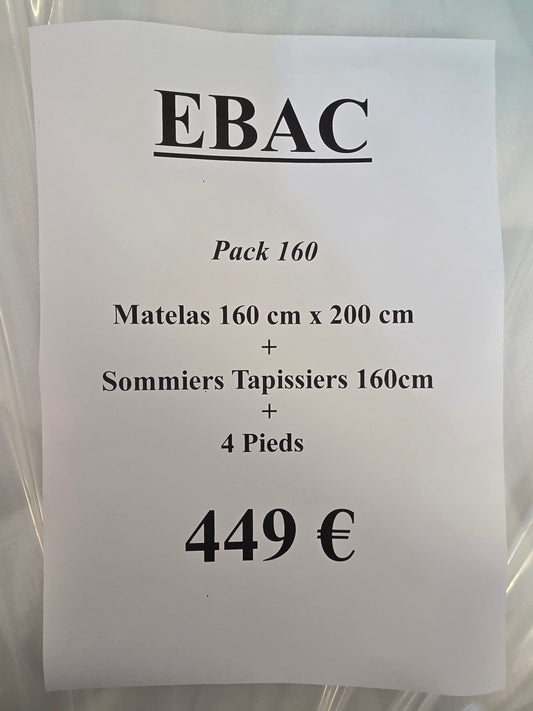 EBAC
Pack 160
Matelas 160 cm x 200 cm
+
Sommiers Tapissiers 160cm
+
4 Pieds
449 €